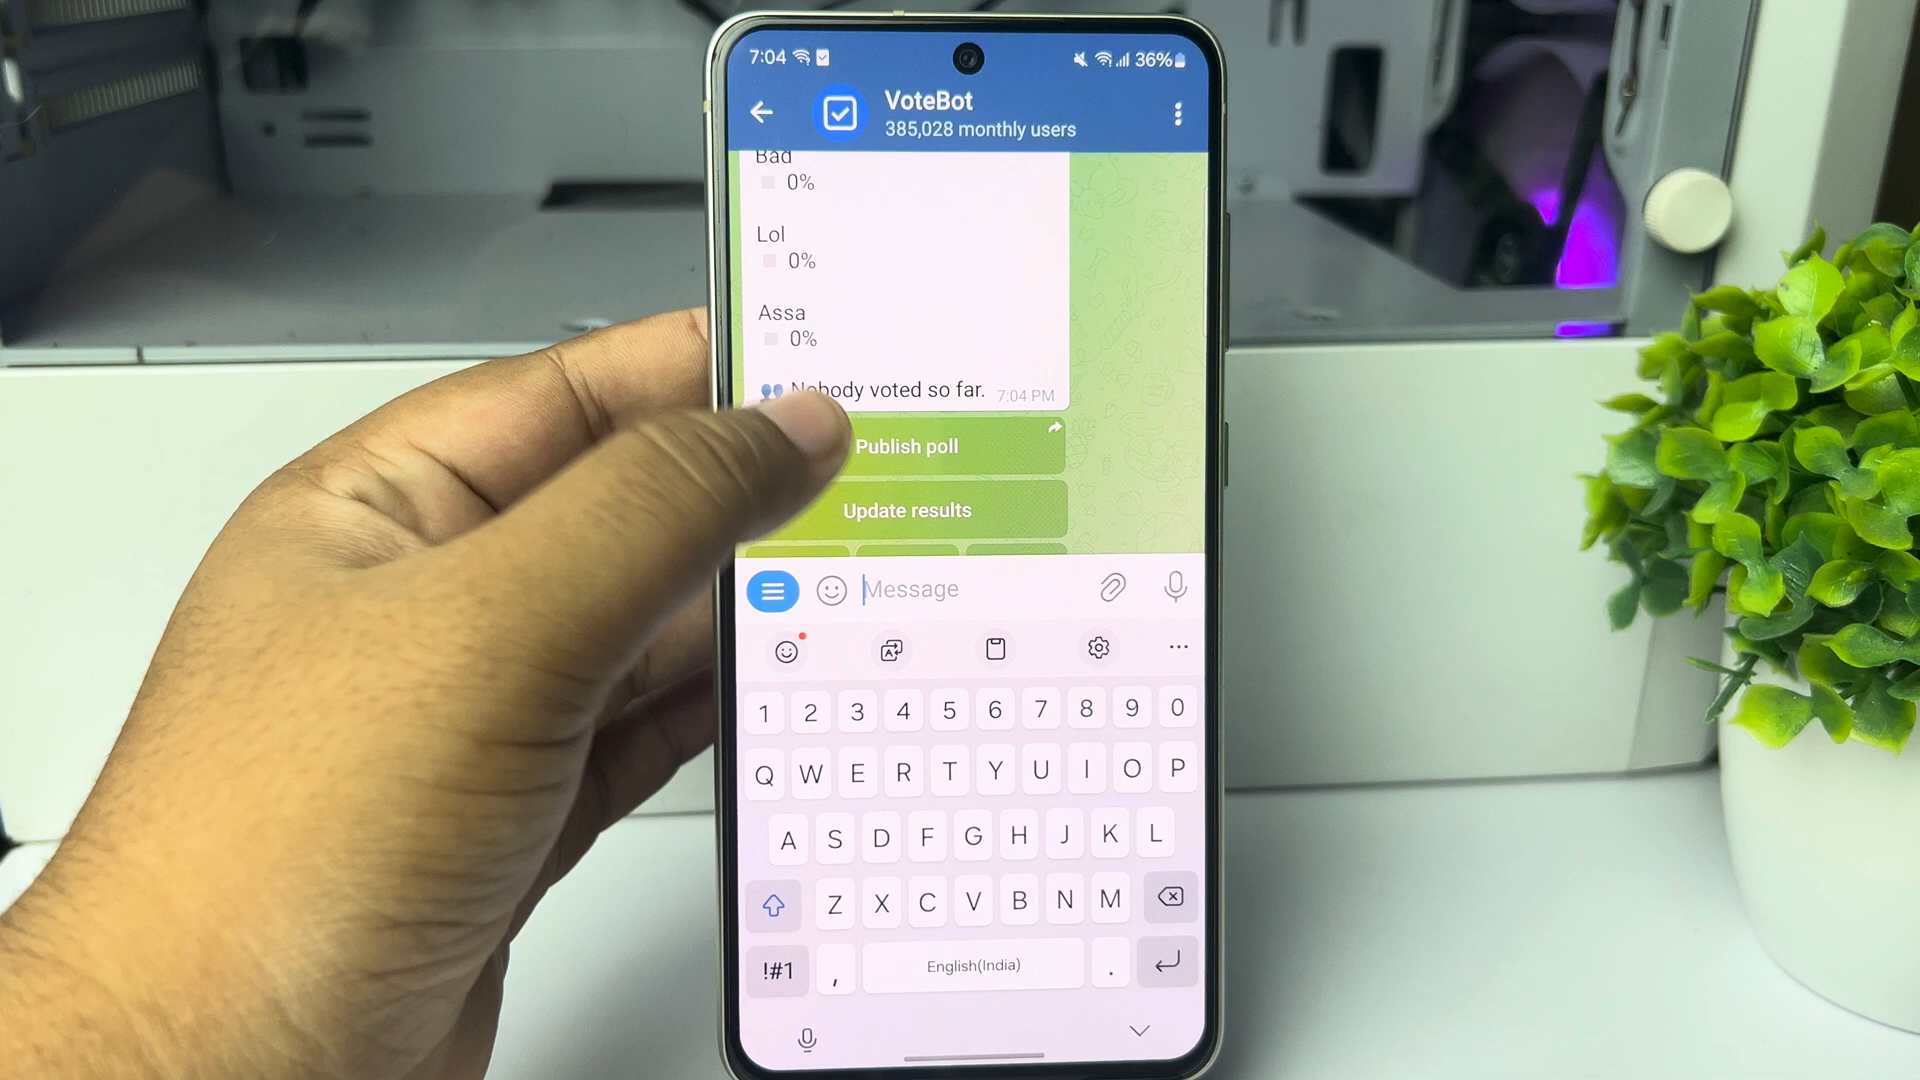 7:04
36%
VoteBot
385,028 monthly users
Bad
0%
Lol
0%
Assa
0%
Nobody voted so far.
7:04 PM
Publish poll
Update results
Message
1 2 3 4 5 6 7 8 9 0
Q W E R T Y U I O P
A S D F G H J K L
Z X C V B N M
!#1 , English(India) .